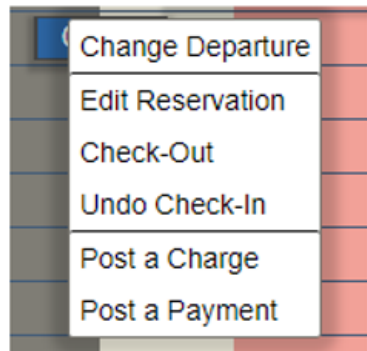 Change Departure
Edit Reservation
Check-Out
Undo Check-In
Post a Charge
Post a Payment